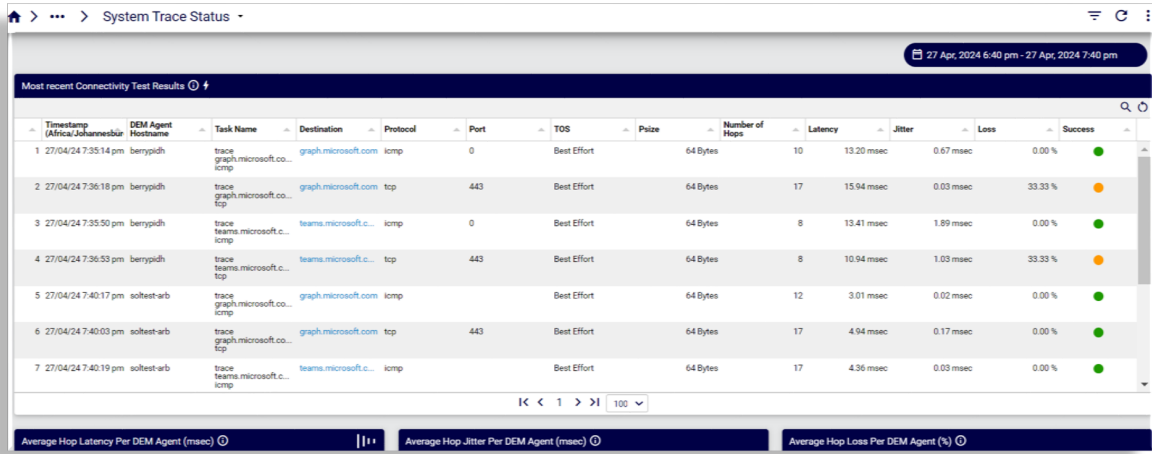 System Trace Status
27 Apr, 2024 6:40 pm - 27 Apr, 2024 7:40 pm
Most recent Connectivity Test Results
Timestamp (Africa/Johannesbur DEM Agent Hostname Task Name Destination Protocol Port TOS Psize Number of Hops Latency Jitter Loss Success
1 27/04/24 7:35:14 pm berrypidh trace graph.microsoft.co... icmp graph.microsoft.com icmp 0 Best Effort 64 Bytes 10 13.20 msec 0.67 msec 0.00 %
2 27/04/24 7:36:18 pm berrypidh trace graph.microsoft.co... tcp graph.microsoft.com tcp 443 Best Effort 64 Bytes 17 15.94 msec 0.03 msec 33.33 %
3 27/04/24 7:35:50 pm berrypidh trace teams.microsoft.c... icmp teams.microsoft.c... icmp 0 Best Effort 64 Bytes 8 13.41 msec 1.89 msec 0.00 %
4 27/04/24 7:36:53 pm berrypidh trace teams.microsoft.c... tcp teams.microsoft.c... tcp 443 Best Effort 64 Bytes 8 10.94 msec 1.03 msec 33.33 %
5 27/04/24 7:40:17 pm soltest-arb trace graph.microsoft.co... icmp graph.microsoft.com icmp Best Effort 64 Bytes 12 3.01 msec 0.02 msec 0.00 %
6 27/04/24 7:40:03 pm soltest-arb trace graph.microsoft.co... tcp graph.microsoft.com tcp 443 Best Effort 64 Bytes 17 4.94 msec 0.17 msec 0.00 %
7 27/04/24 7:40:19 pm soltest-arb trace teams.microsoft.c... icmp teams.microsoft.c... icmp Best Effort 64 Bytes 17 4.36 msec 0.03 msec 0.00 %
1 100
Average Hop Latency Per DEM Agent (msec) Average Hop Jitter Per DEM Agent (msec) Average Hop Loss Per DEM Agent (%)